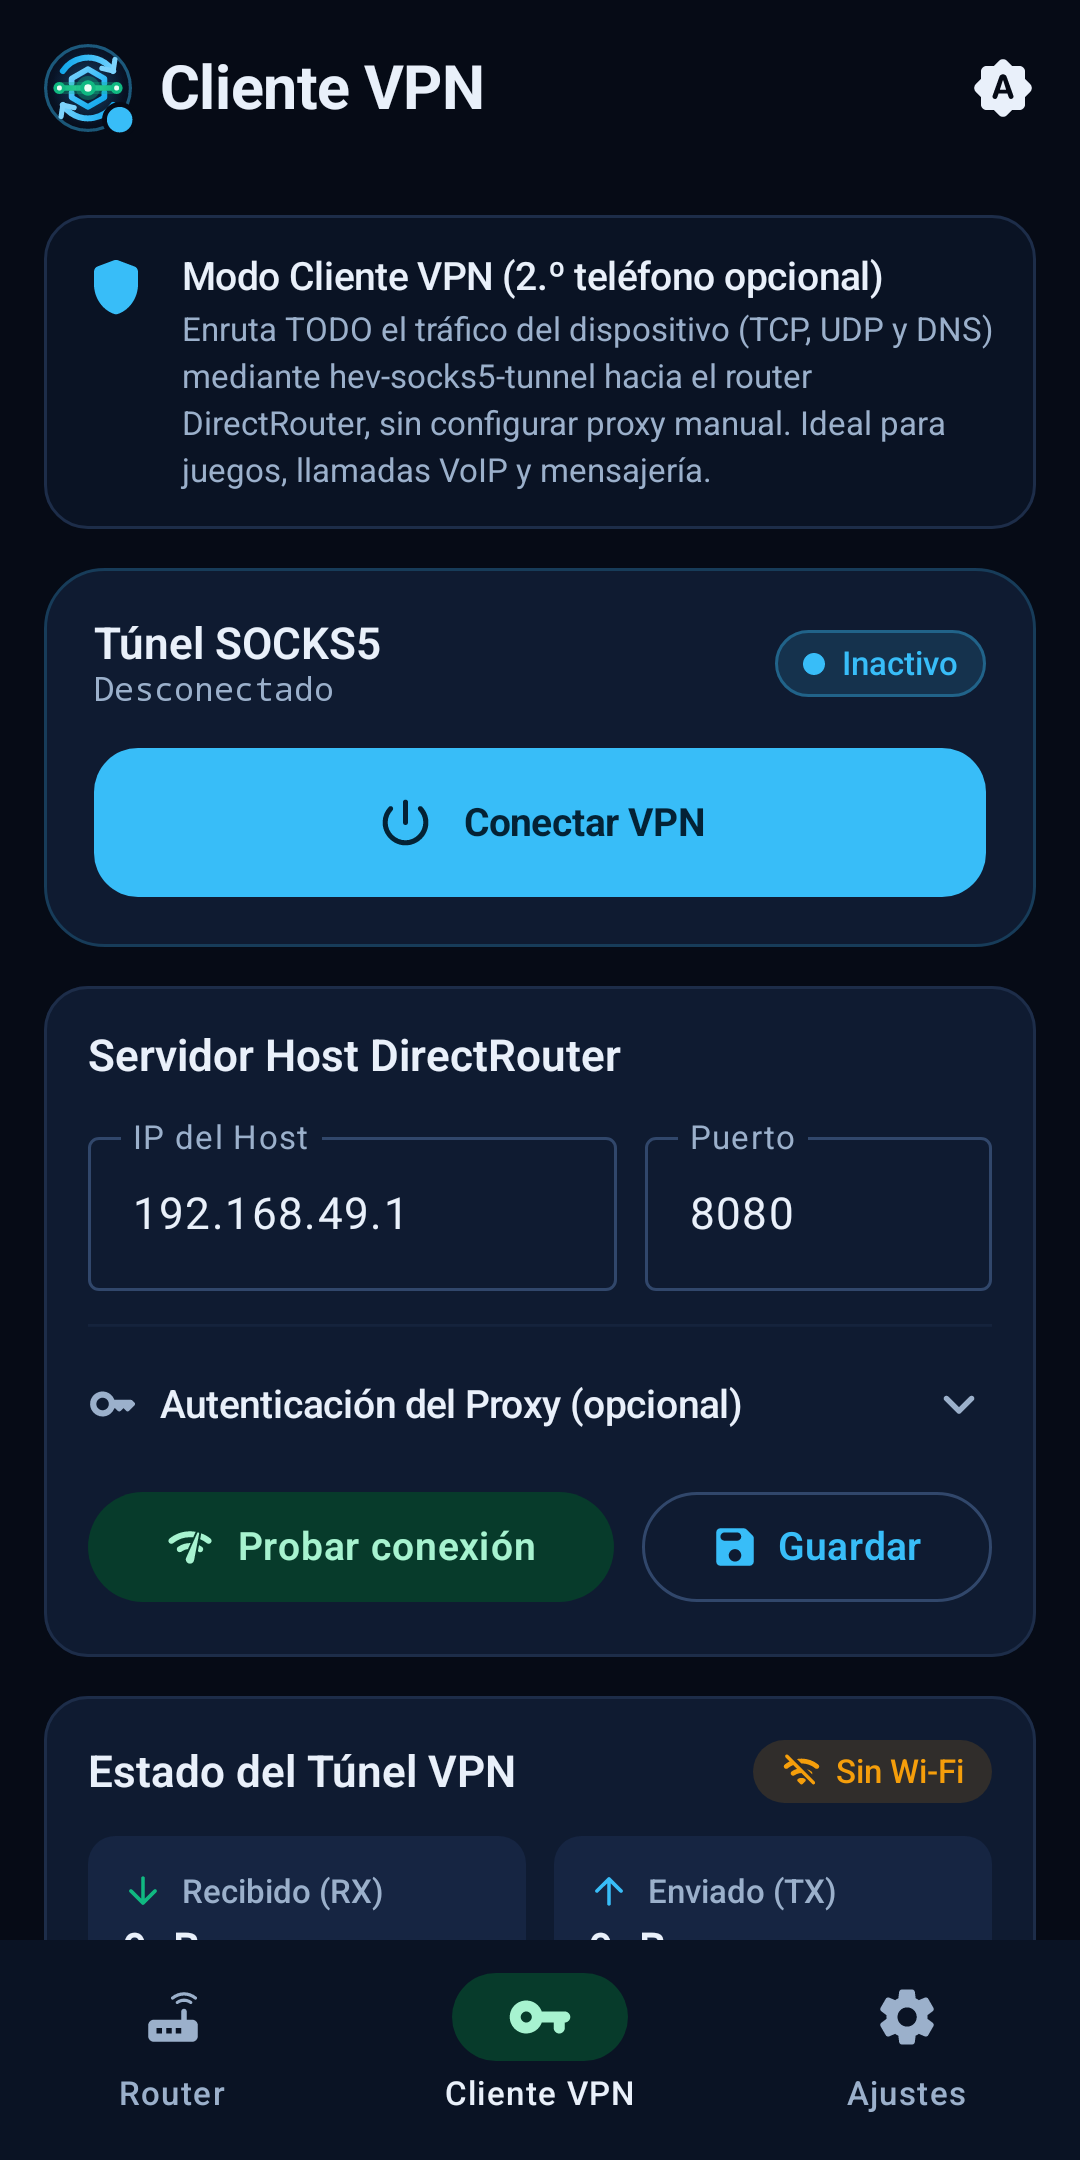 Cliente VPN
A
Modo Cliente VPN (2.º teléfono opcional)
Enruta TODO el tráfico del dispositivo (TCP, UDP y DNS)
mediante hev-socks5-tunnel hacia el router
DirectRouter, sin configurar proxy manual. Ideal para
juegos, llamadas VoIP y mensajería.
Túnel SOCKS5
Desconectado
Inactivo
Conectar VPN
Servidor Host DirectRouter
IP del Host
192.168.49.1
Puerto
8080
Autenticación del Proxy (opcional)
Probar conexión
Guardar
Estado del Túnel VPN
Sin Wi-Fi
Recibido (RX)
Enviado (TX)
Router
Cliente VPN
Ajustes